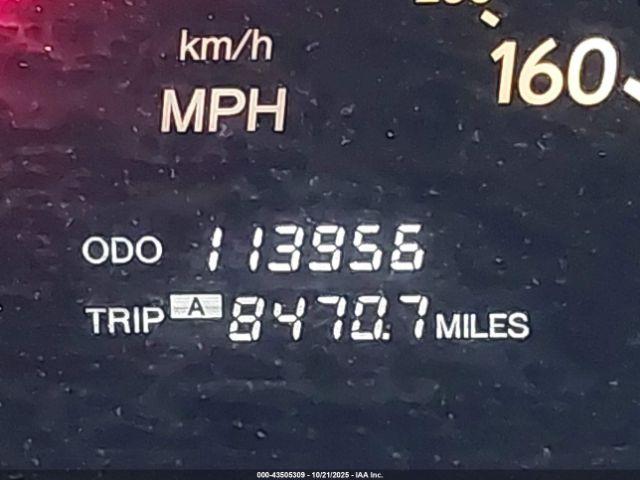 km/h
MPH
160
ODO 113956
TRIP A 8470.7 MILES
000-43505309 - 10/21/2025 - IAA Inc.